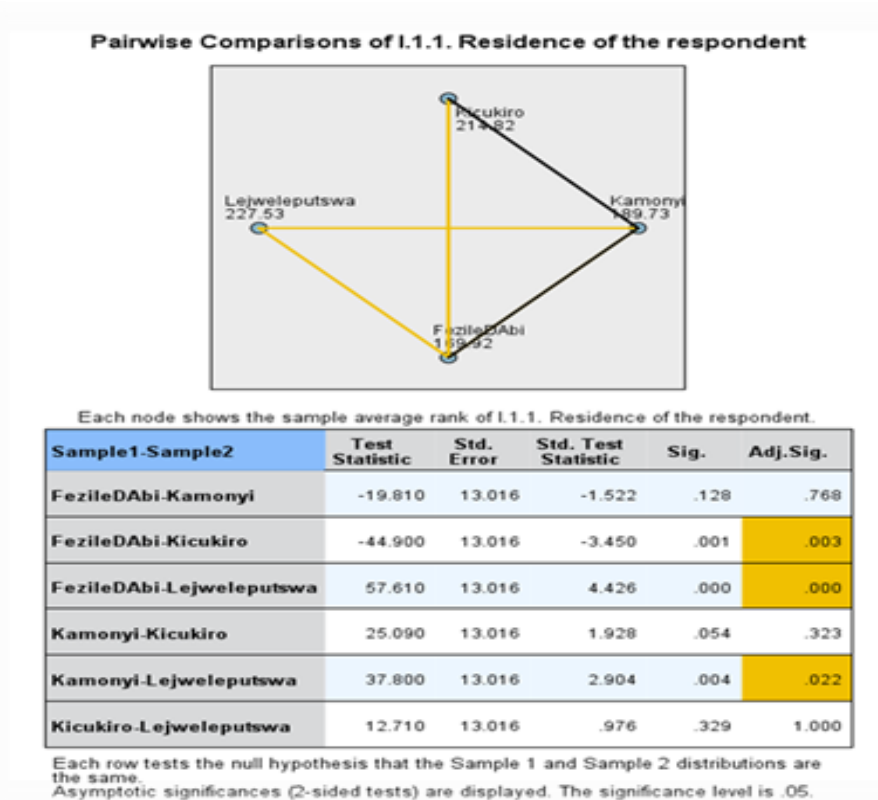 Pairwise Comparisons of I.1.1. Residence of the respondent
Kicukiro
214.82
Lejweleputswa
227.53
Kamonyi
189.73
FezileDAbi
169.92
Each node shows the sample average rank of I.1.1. Residence of the respondent.
Sample1-Sample2 Test Statistic Std. Error Std. Test Statistic Sig. Adj.Sig.
FezileDAbi-Kamonyi -19.810 13.016 -1.522 .128 .768
FezileDAbi-Kicukiro -44.900 13.016 -3.450 .001 .003
FezileDAbi-Lejweleputswa 57.610 13.016 4.426 .000 .000
Kamonyi-Kicukiro 25.090 13.016 1.928 .054 .323
Kamonyi-Lejweleputswa 37.800 13.016 2.904 .004 .022
Kicukiro-Lejweleputswa 12.710 13.016 .976 .329 1.000
Each row tests the null hypothesis that the Sample 1 and Sample 2 distributions are
the same.
Asymptotic significances (2-sided tests) are displayed. The significance level is .05.